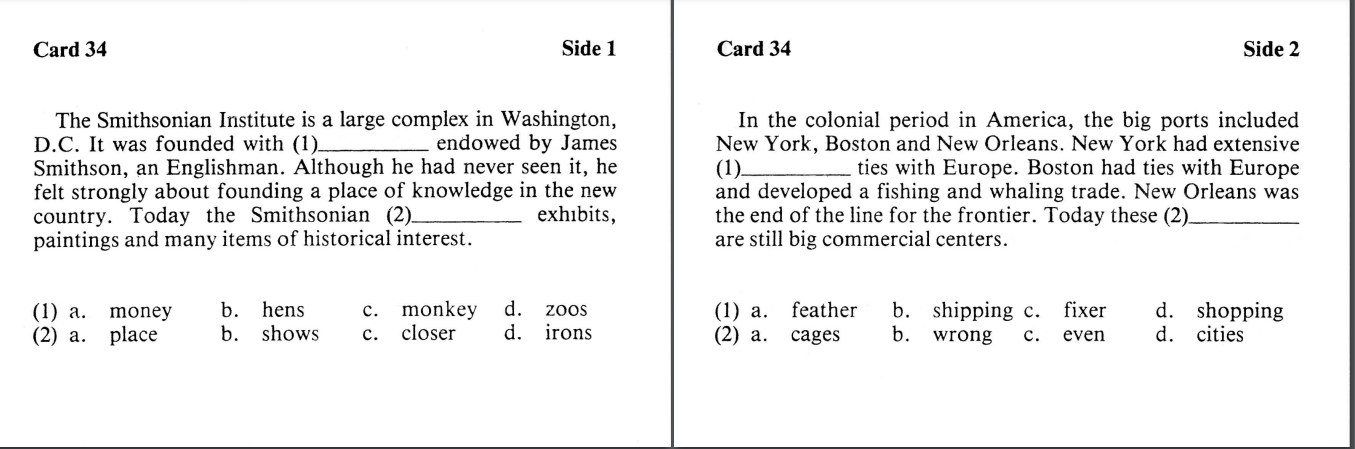 Card 34 Side 1
The Smithsonian Institute is a large complex in Washington,
D.C. It was founded with (1)__________ endowed by James
Smithson, an Englishman. Although he had never seen it, he
felt strongly about founding a place of knowledge in the new
country. Today the Smithsonian (2)__________ exhibits,
paintings and many items of historical interest.
(1) a. money b. hens c. monkey d. zoos
(2) a. place b. shows c. closer d. irons
Card 34 Side 2
In the colonial period in America, the big ports included
New York, Boston and New Orleans. New York had extensive
(1)__________ ties with Europe. Boston had ties with Europe
and developed a fishing and whaling trade. New Orleans was
the end of the line for the frontier. Today these (2)__________
are still big commercial centers.
(1) a. feather b. shipping c. fixer d. shopping
(2) a. cages b. wrong c. even d. cities